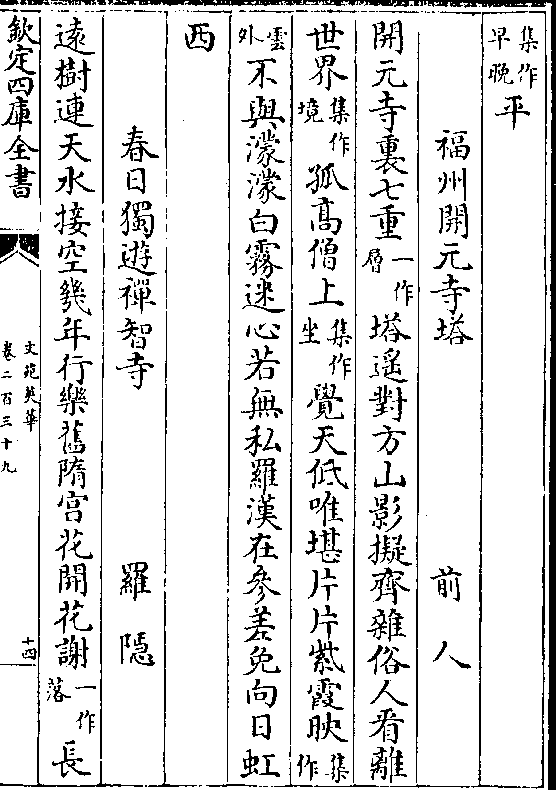 集作早晚平
福州開元寺塔 前人
開元寺裏七重一作層塔遥對方山影擬齊雜俗人看離
世界集作境孤髙僧上集作坐覺天低唯堪片片紫霞映集作
雲外不與濛濛白霧迷心若無私羅漢在參差免向日虹
西
春日獨遊禪智寺 羅隠
逺樹連天水接空㡬年行樂舊隋宫花開花謝一作落長
欽定四庫全書
文苑英華
卷二百三十九
十四